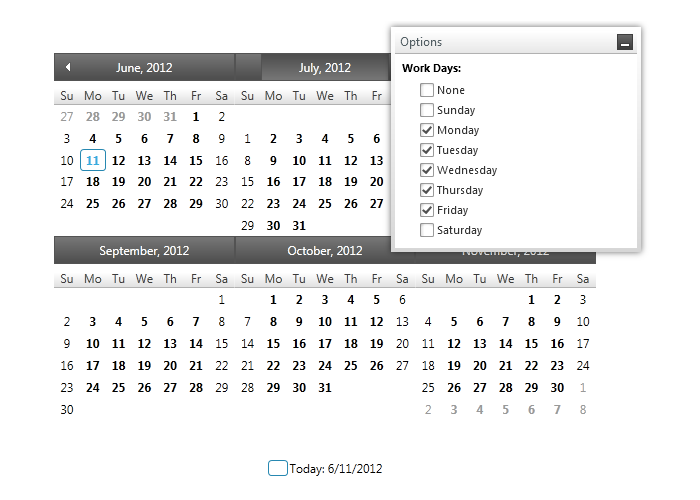 Options
Work Days:
None
Sunday
Monday
Tuesday
Wednesday
Thursday
Friday
Saturday
June, 2012
Su Mo Tu We Th Fr Sa
27 28 29 30 31 1 2
3 4 5 6 7 8 9
10 11 12 13 14 15 16
17 18 19 20 21 22 23
24 25 26 27 28 29 30
July, 2012
Su Mo Tu We Th Fr
1 2 3 4 5 6
8 9 10 11 12 13
15 16 17 18 19 20
22 23 24 25 26 27
29 30 31
September, 2012
Su Mo Tu We Th Fr Sa
1
2 3 4 5 6 7 8
9 10 11 12 13 14 15
16 17 18 19 20 21 22
23 24 25 26 27 28 29
30
October, 2012
Su Mo Tu We Th Fr Sa
1 2 3 4 5 6
7 8 9 10 11 12 13
14 15 16 17 18 19 20
21 22 23 24 25 26 27
28 29 30 31
November, 2012
Su Mo Tu We Th Fr Sa
1 2 3
4 5 6 7 8 9 10
11 12 13 14 15 16 17
18 19 20 21 22 23 24
25 26 27 28 29 30 1
2 3 4 5 6 7 8
Today: 6/11/2012